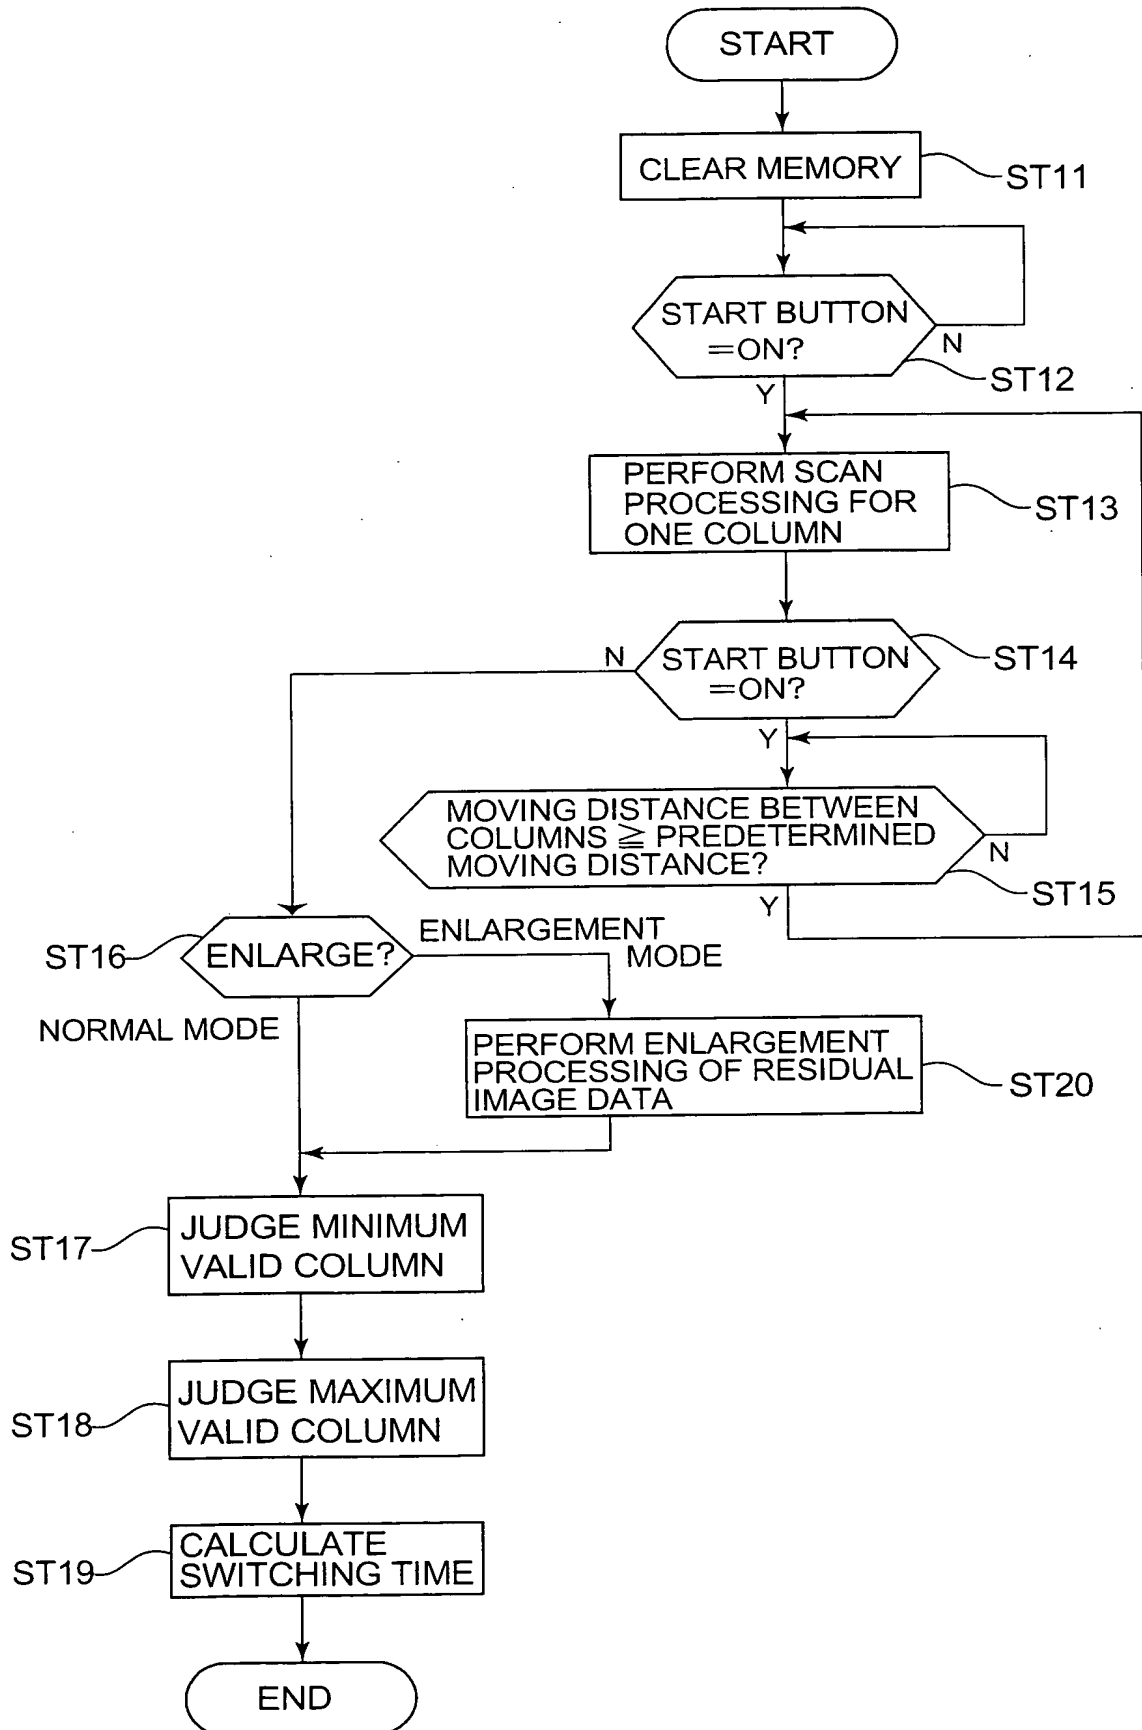 START
CLEAR MEMORY
ST11
START BUTTON
=ON?
N
ST12
Y
PERFORM SCAN
PROCESSING FOR
ONE COLUMN
ST13
N
START BUTTON
=ON?
ST14
Y
MOVING DISTANCE BETWEEN
COLUMNS ≧ PREDETERMINED
MOVING DISTANCE?
N
ST15
Y
ST16
ENLARGE?
ENLARGEMENT
MODE
NORMAL MODE
PERFORM ENLARGEMENT
PROCESSING OF RESIDUAL
IMAGE DATA
ST20
ST17
JUDGE MINIMUM
VALID COLUMN
ST18
JUDGE MAXIMUM
VALID COLUMN
ST19
CALCULATE
SWITCHING TIME
END